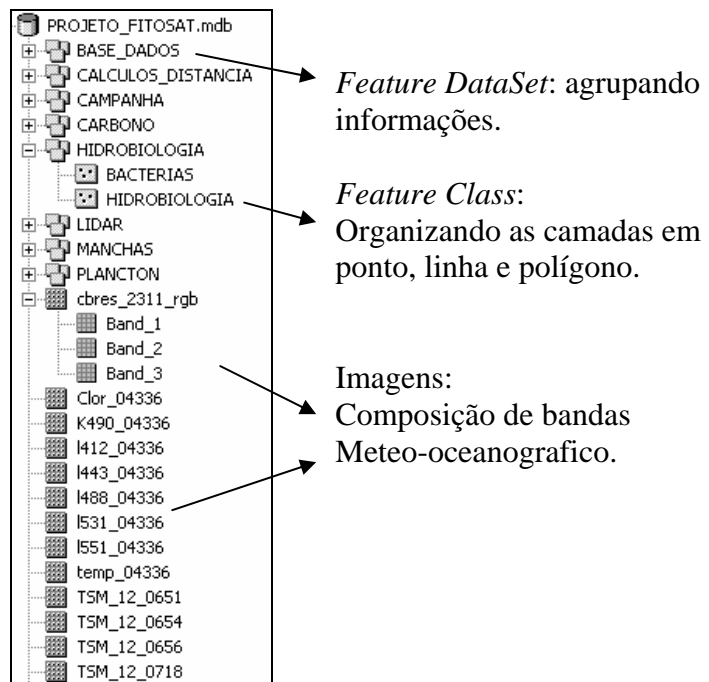 PROJETO_FITOSAT.mdb
BASE_DADOS
CALCULOS_DISTANCIA
CAMPANHA
CARBONO
HIDROBIOLOGIA
BACTERIAS
HIDROBIOLOGIA
LIDAR
MANCHAS
PLANCTON
cbres_2311_rgb
Band_1
Band_2
Band_3
Clor_04336
K490_04336
l412_04336
l443_04336
l488_04336
l531_04336
l551_04336
temp_04336
TSM_12_0651
TSM_12_0654
TSM_12_0656
TSM_12_0718
Feature DataSet: agrupando
informações.
Feature Class:
Organizando as camadas em
ponto, linha e polígono.
Imagens:
Composição de bandas
Meteo-oceanografico.